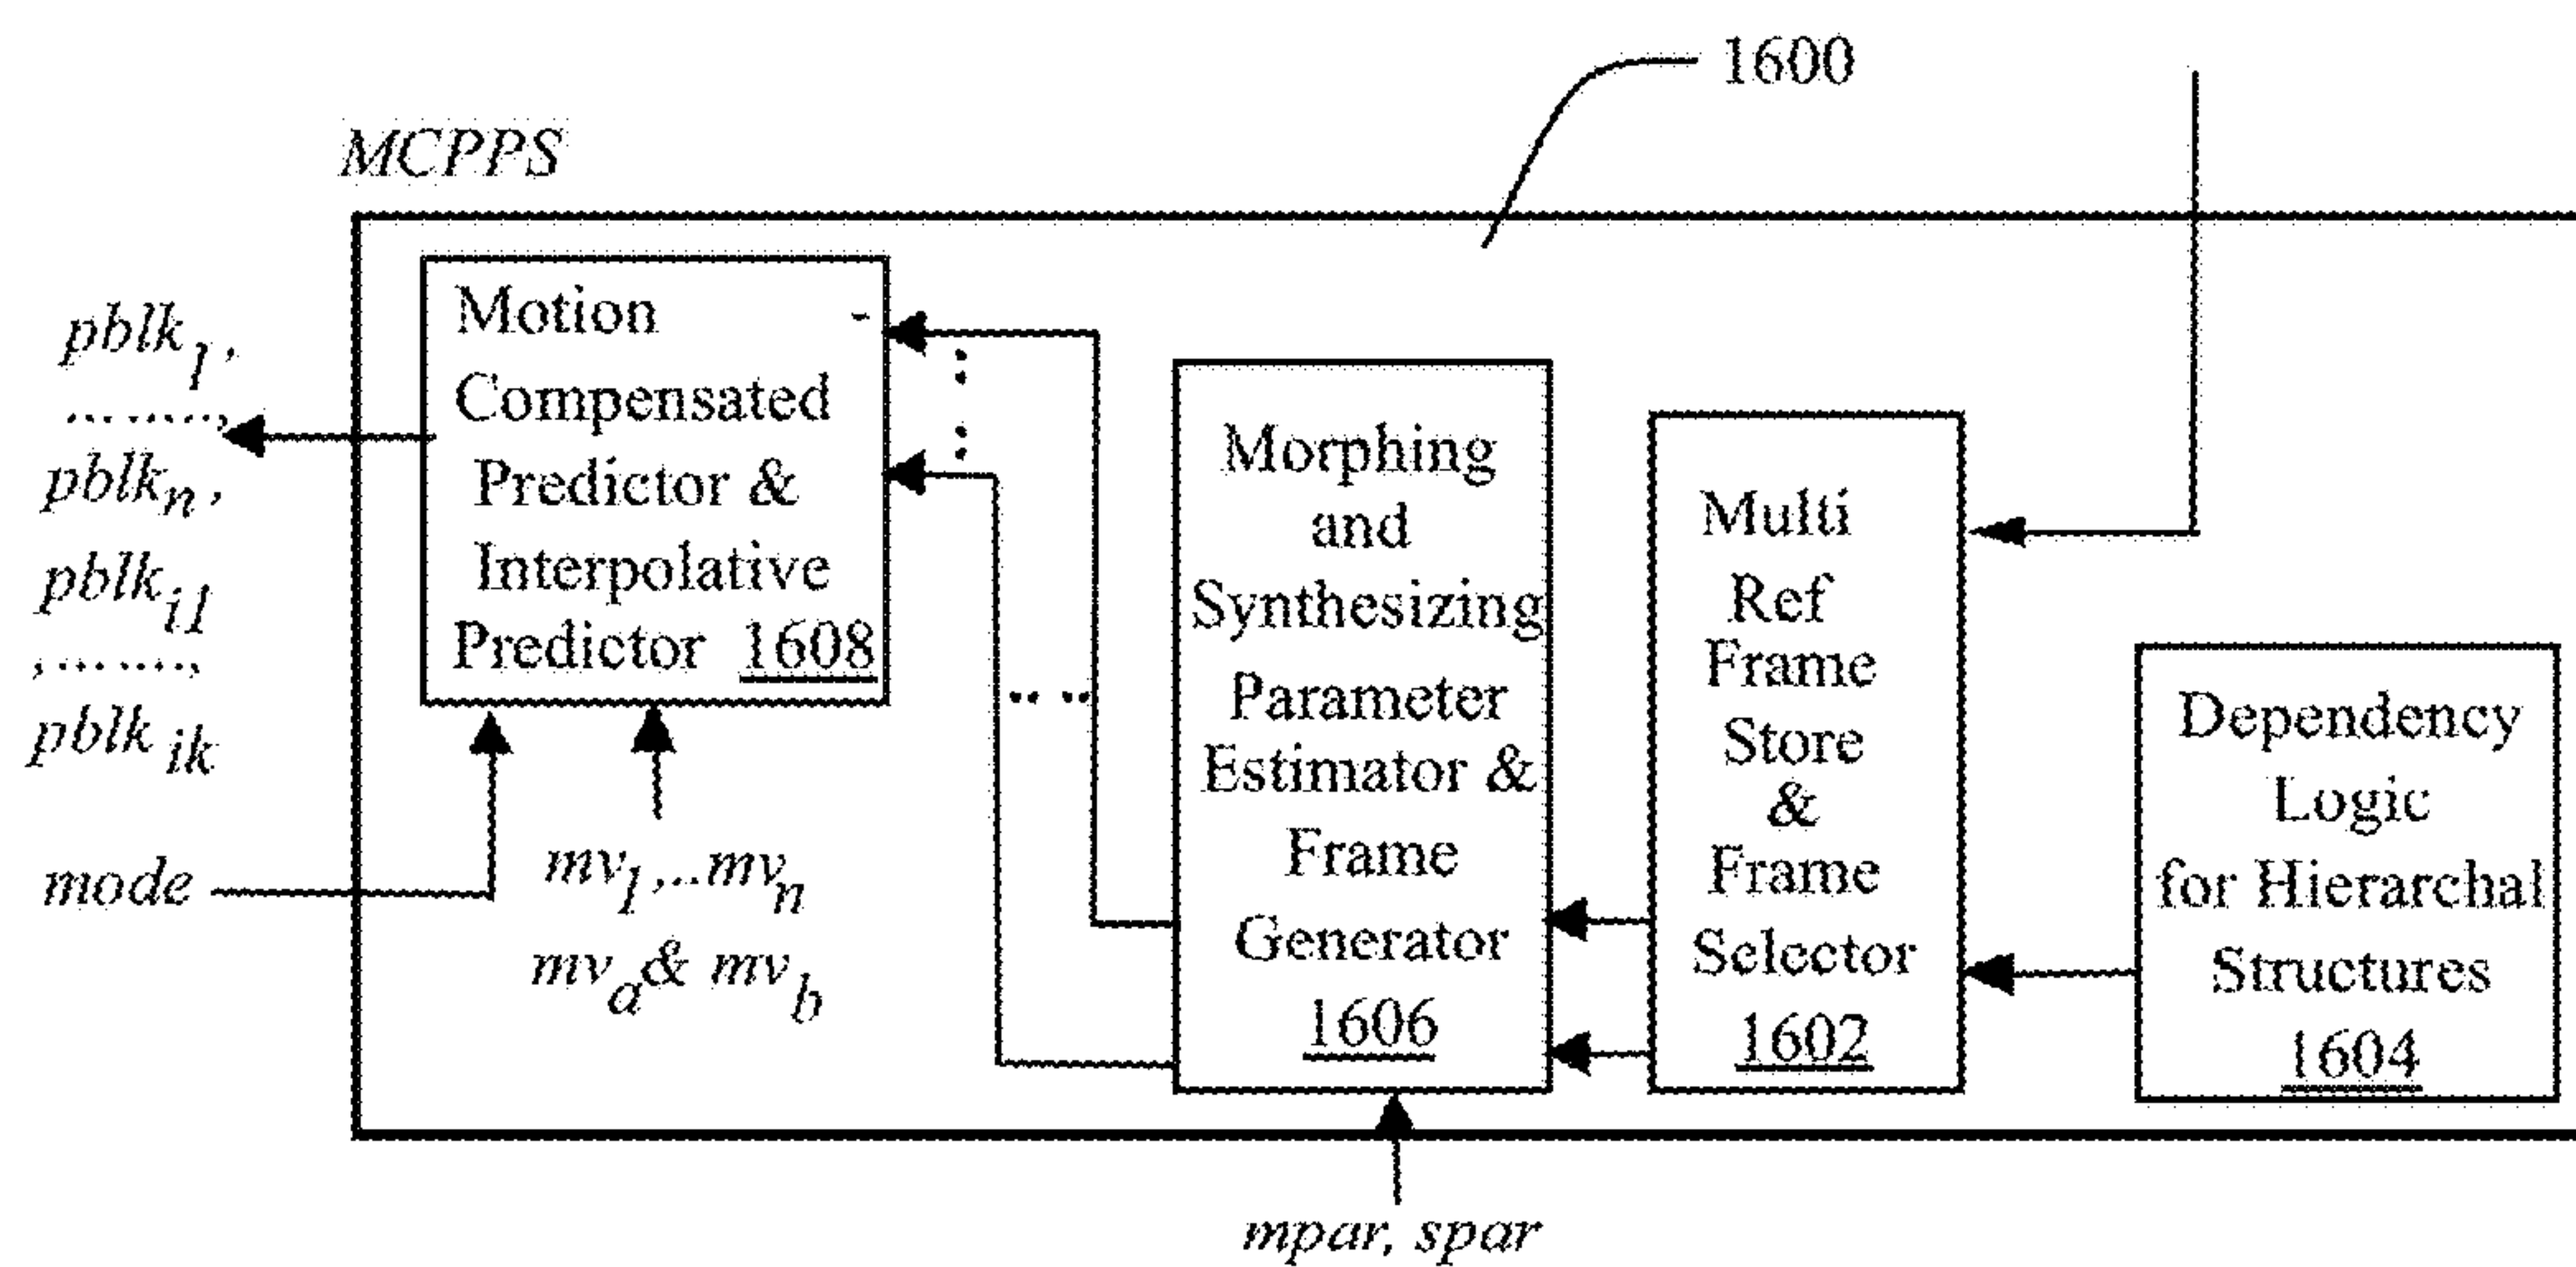 1600
MCPPS
pblk1,
........,
pblkn,
pblki1
,.......,
pblkik
mode
Motion
Compensated
Predictor &
Interpolative
Predictor 1608
mv1,..mvn
mva& mvb
Morphing
and
Synthesizing
Parameter
Estimator &
Frame
Generator
1606
mpar, spar
Multi
Ref
Frame
Store
&
Frame
Selector
1602
Dependency
Logic
for Hierarchal
Structures
1604